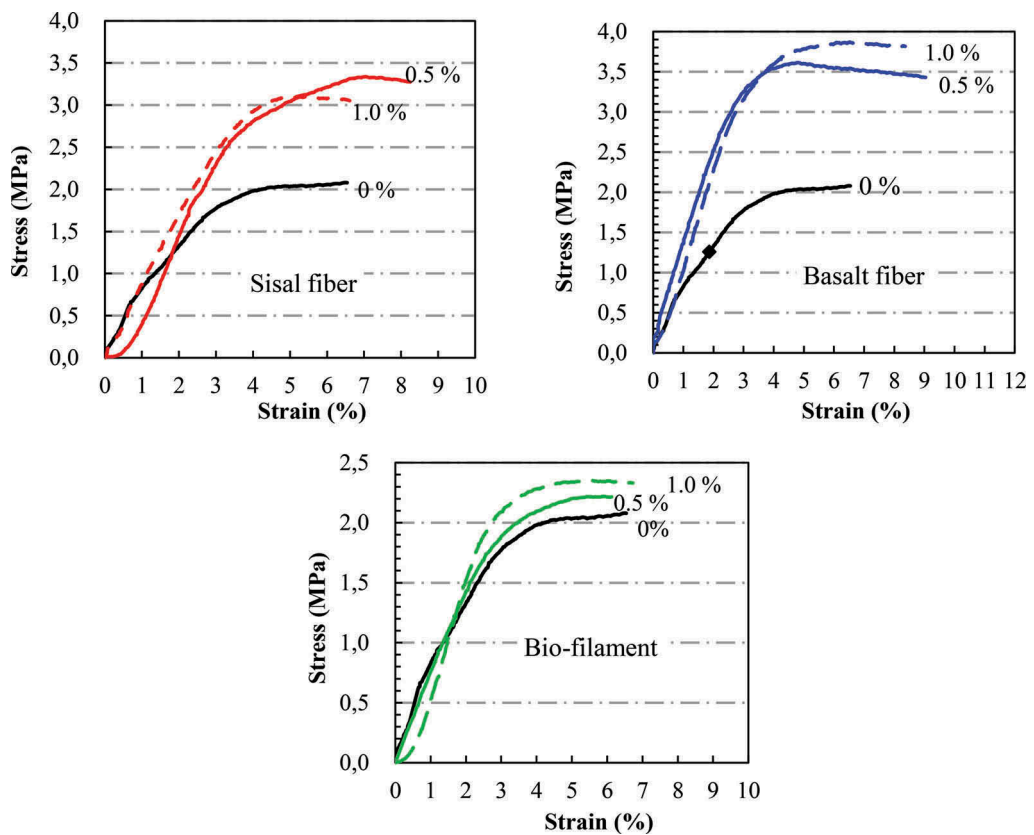 4,0
3,5
3,0
2,5
2,0
1,5
1,0
0,5
0,0
Stress (MPa)
0.5 %
1.0 %
0 %
Sisal fiber
0 1 2 3 4 5 6 7 8 9 10
Strain (%)
4,0
3,5
3,0
2,5
2,0
1,5
1,0
0,5
0,0
Stress (MPa)
1.0 %
0.5 %
0 %
Basalt fiber
0 1 2 3 4 5 6 7 8 9 10 11 12
Strain (%)
2,5
2,0
1,5
1,0
0,5
0,0
Stress (MPa)
1.0 %
0.5 %
0%
Bio-filament
0 1 2 3 4 5 6 7 8 9 10
Strain (%)